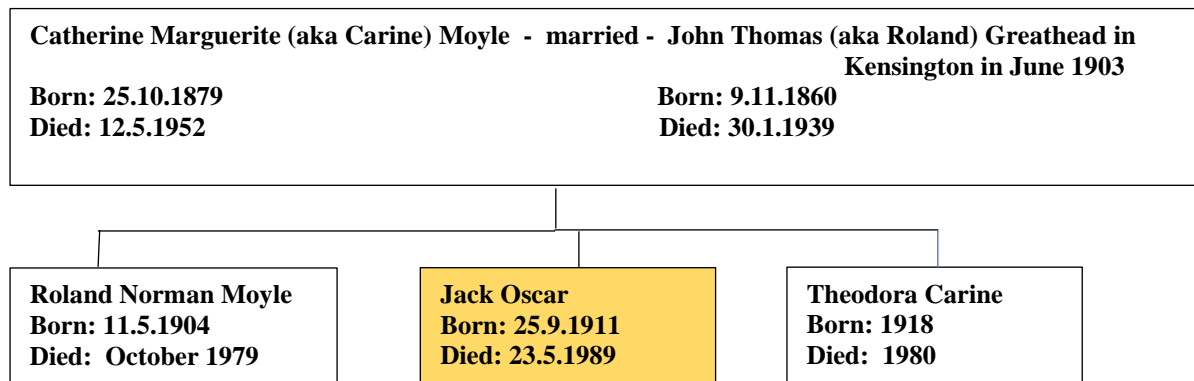 Catherine Marguerite (aka Carine) Moyle - married - John Thomas (aka Roland) Greathead in
Kensington in June 1903
Born: 25.10.1879 Born: 9.11.1860
Died: 12.5.1952 Died: 30.1.1939
Roland Norman Moyle
Born: 11.5.1904
Died: October 1979
Jack Oscar
Born: 25.9.1911
Died: 23.5.1989
Theodora Carine
Born: 1918
Died: 1980